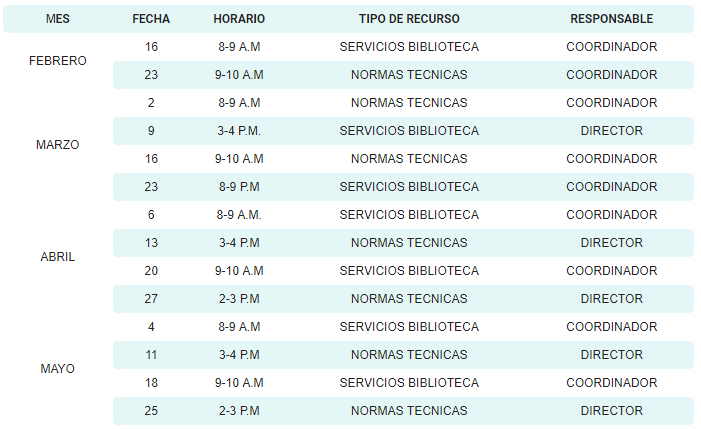 MES FECHA HORARIO TIPO DE RECURSO RESPONSABLE
FEBRERO
16 8-9 A.M SERVICIOS BIBLIOTECA COORDINADOR
23 9-10 A.M NORMAS TECNICAS COORDINADOR
MARZO
2 8-9 A.M NORMAS TECNICAS COORDINADOR
9 3-4 P.M. SERVICIOS BIBLIOTECA DIRECTOR
16 9-10 A.M NORMAS TECNICAS COORDINADOR
23 8-9 P.M SERVICIOS BIBLIOTECA COORDINADOR
ABRIL
6 8-9 A.M. SERVICIOS BIBLIOTECA COORDINADOR
13 3-4 P.M NORMAS TECNICAS DIRECTOR
20 9-10 A.M SERVICIOS BIBLIOTECA COORDINADOR
27 2-3 P.M NORMAS TECNICAS DIRECTOR
MAYO
4 8-9 A.M SERVICIOS BIBLIOTECA COORDINADOR
11 3-4 P.M NORMAS TECNICAS DIRECTOR
18 9-10 A.M SERVICIOS BIBLIOTECA COORDINADOR
25 2-3 P.M NORMAS TECNICAS DIRECTOR